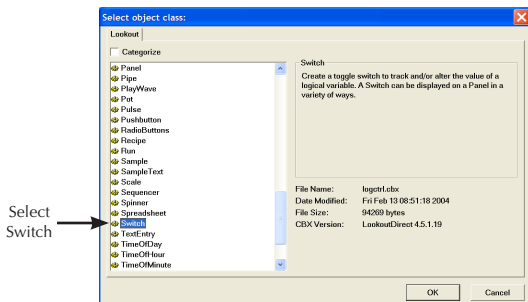 Select object class:
Lookout
Categorize
Panel
Pipe
PlayWave
Pot
Pulse
Pushbutton
RadioButtons
Recipe
Run
Sample
SampleText
Scale
Sequencer
Spinner
Spreadsheet
Switch
TextEntry
TimeOfDay
TimeOfHour
TimeOfMinute
Select
Switch
Switch
Create a toggle switch to track and/or alter the value of a
logical variable. A Switch can be displayed on a Panel in a
variety of ways.
File Name: logctrl.cbx
Date Modified: Fri Feb 13 08:51:18 2004
File Size: 94269 bytes
CBX Version: LookoutDirect 4.5.1.19
OK Cancel